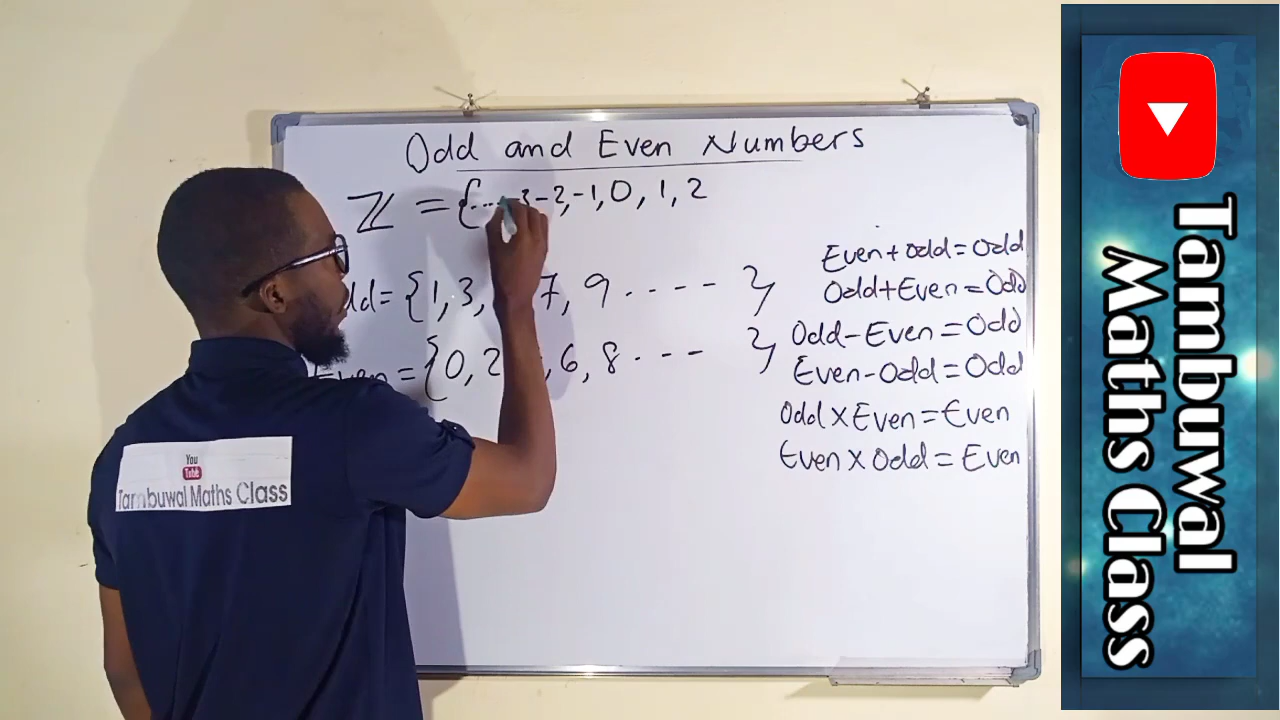 Odd and Even Numbers
ℤ = {.... -3 -2, -1, 0, 1, 2
dd = {1, 3, 7, 9 . - - - }
Even = {0, 2 , 6, 8 - - - }
Even + Odd = Odd
Odd + Even = Odd
Odd - Even = Odd
Even - Odd = Odd
Odd x Even = Even
Even x Odd = Even
You
Tube
Tambuwal Maths Class
Tambuwal
Maths Class